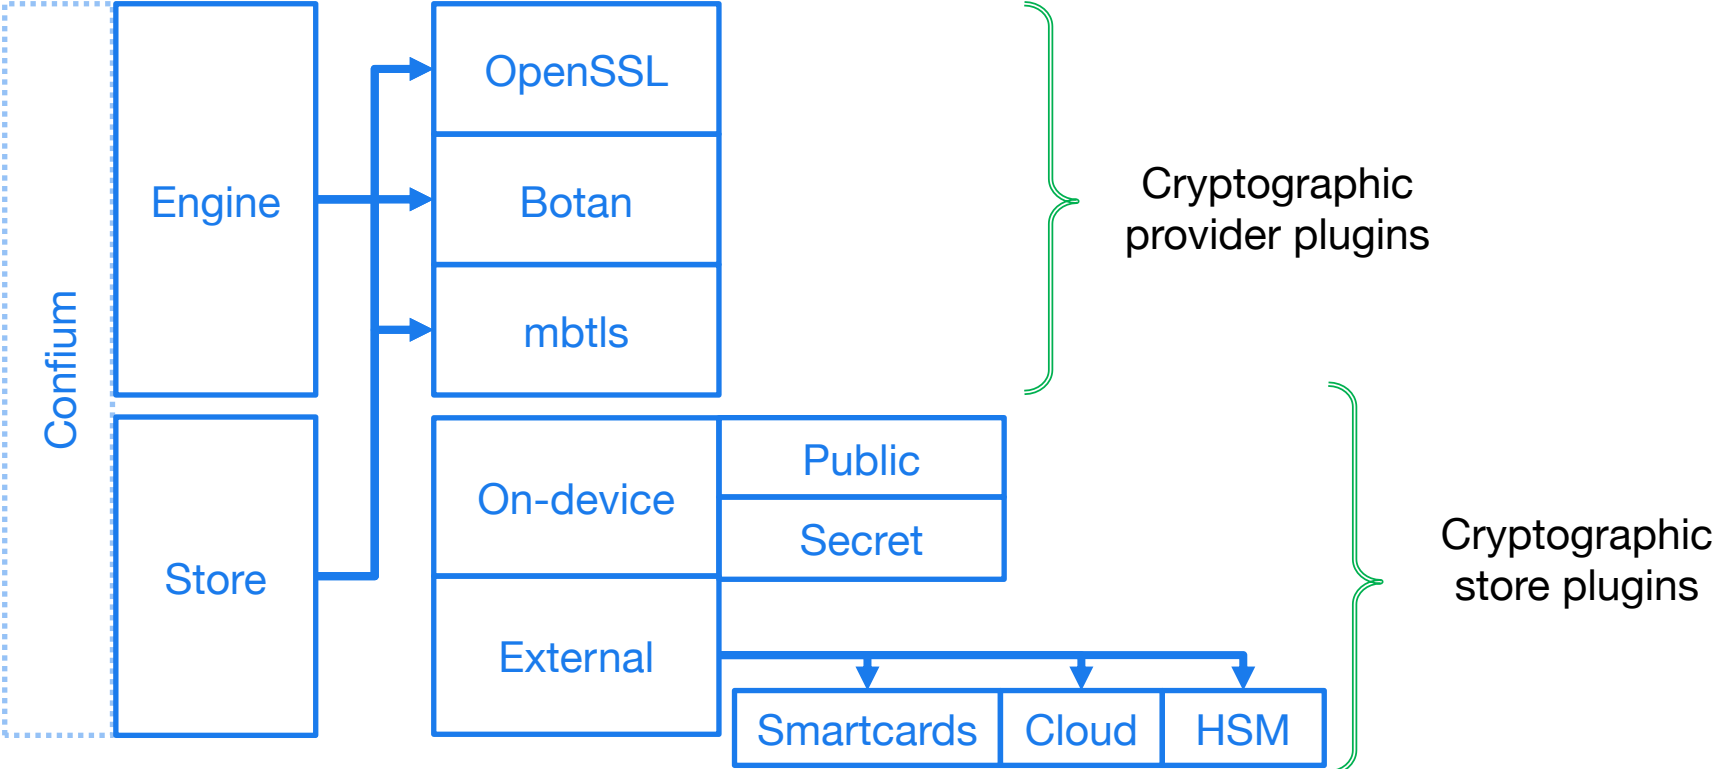 Confium
Engine
Store
OpenSSL
Botan
mbtls
On-device
Public
Secret
External
Smartcards
Cloud
HSM
Cryptographic
provider plugins
Cryptographic
store plugins